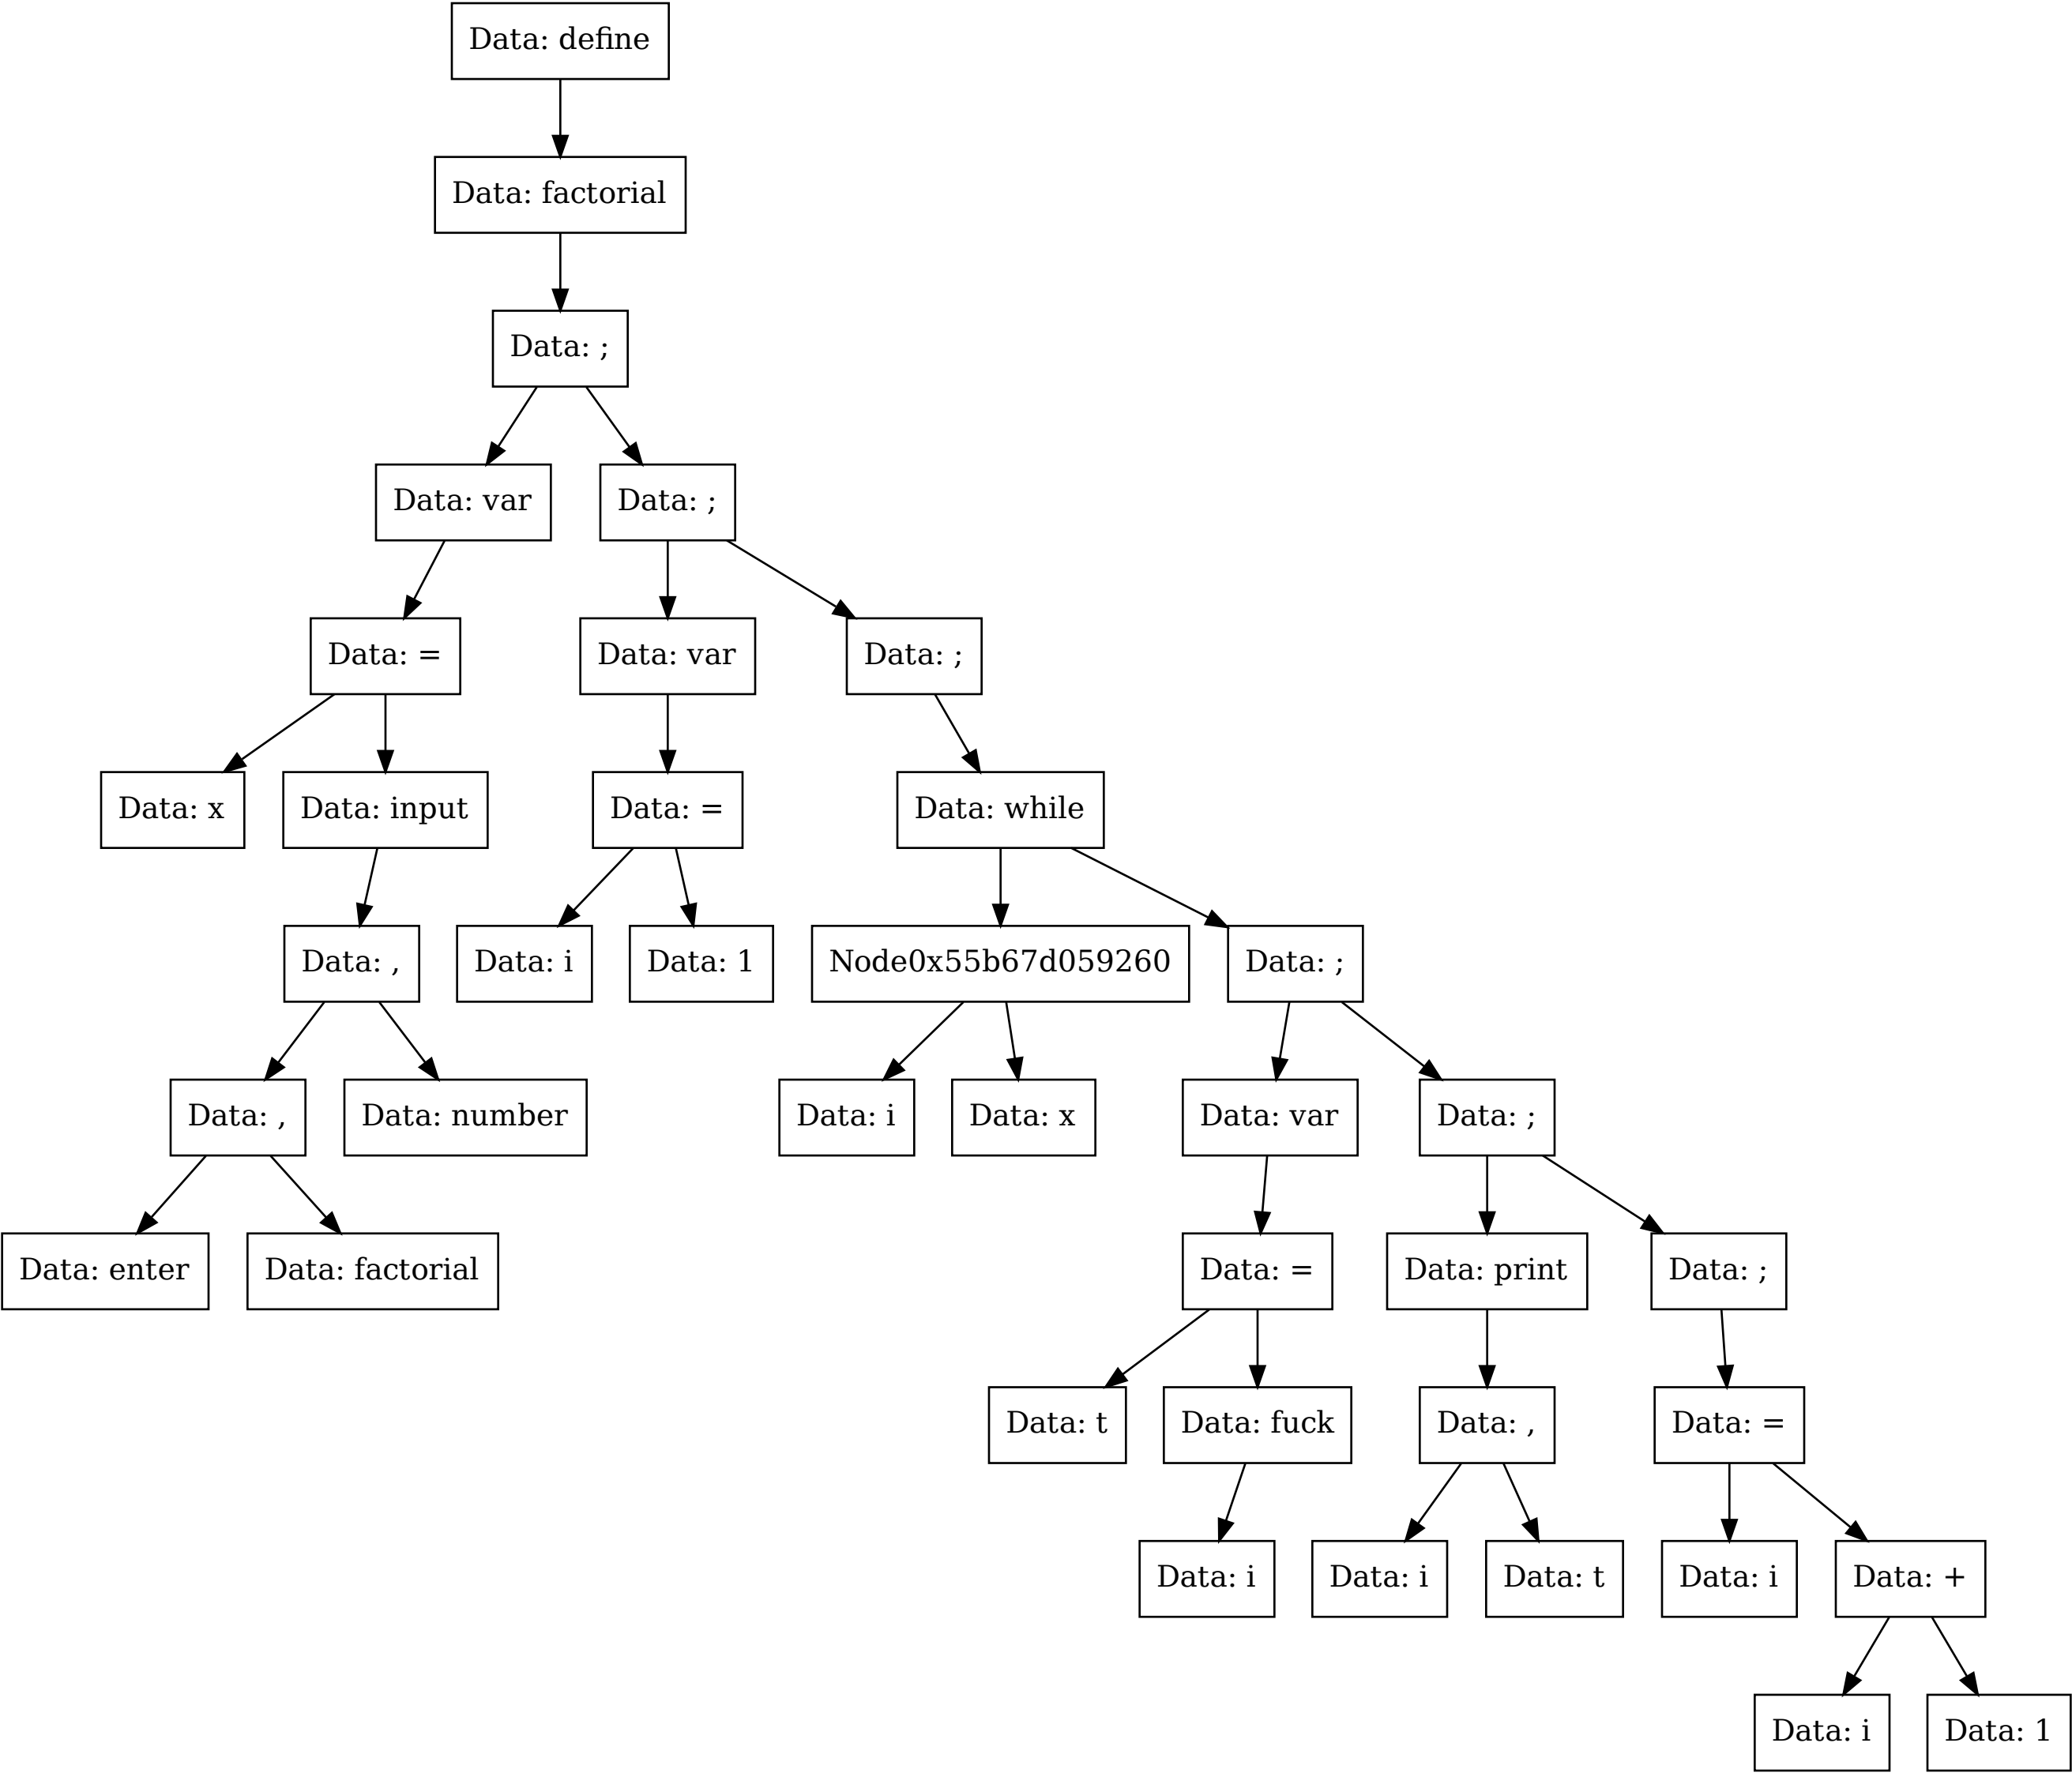 Data: define
Data: factorial
Data: ;
Data: var
Data: ;
Data: =
Data: var
Data: ;
Data: x
Data: input
Data: =
Data: while
Data: ,
Data: i
Data: 1
Node0x55b67d059260
Data: ;
Data: ,
Data: number
Data: i
Data: x
Data: var
Data: ;
Data: enter
Data: factorial
Data: =
Data: print
Data: ;
Data: t
Data: fuck
Data: ,
Data: =
Data: i
Data: i
Data: t
Data: i
Data: +
Data: i
Data: 1